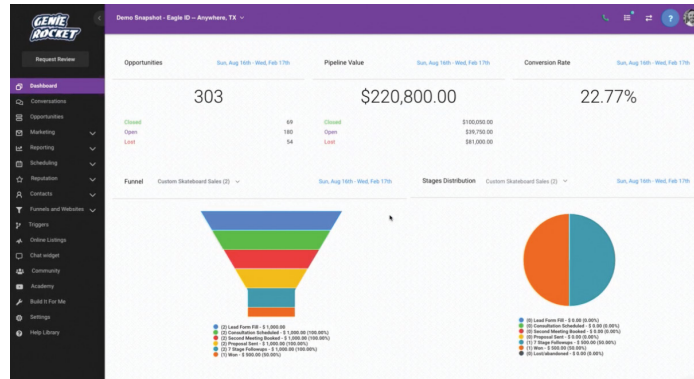 GENIE
ROCKET
Demo Snapshot - Eagle ID -- Anywhere, TX
?
Request Review
Dashboard
Conversations
Opportunities
Marketing
Reporting
Scheduling
Reputation
Contacts
Funnels and Websites
Triggers
Online Listings
Chat widget
Community
Academy
Build It For Me
Settings
Help Library
Opportunities Sun, Aug 16th - Wed, Feb 17th
303
Closed 69
Open 180
Lost 54
Pipeline Value Sun, Aug 16th - Wed, Feb 17th
$220,800.00
Closed $100,050.00
Open $39,750.00
Lost $81,000.00
Conversion Rate Sun, Aug 16th - Wed, Feb 17th
22.77%
Funnel Custom Skateboard Sales (2) Sun, Aug 16th - Wed, Feb 17th
(2) Lead Form Fill - $ 1,000.00
(2) Consultation Scheduled - $ 1,000.00 (100.00%)
(2) Second Meeting Booked - $ 1,000.00 (100.00%)
(2) Proposal Sent - $ 1,000.00 (100.00%)
(2) 7 Stage Followups - $ 1,000.00 (100.00%)
(1) Won - $ 500.00 (50.00%)
Stages Distribution Custom Skateboard Sales (2) Sun, Aug 16th - Wed, Feb 17th
(0) Lead Form Fill - $ 0.00 (0.00%)
(0) Consultation Scheduled - $ 0.00 (0.00%)
(0) Second Meeting Booked - $ 0.00 (0.00%)
(0) Proposal Sent - $ 0.00 (0.00%)
(1) 7 Stage Followups - $ 500.00 (50.00%)
(1) Won - $ 500.00 (50.00%)
(0) Lost/abandoned - $ 0.00 (0.00%)